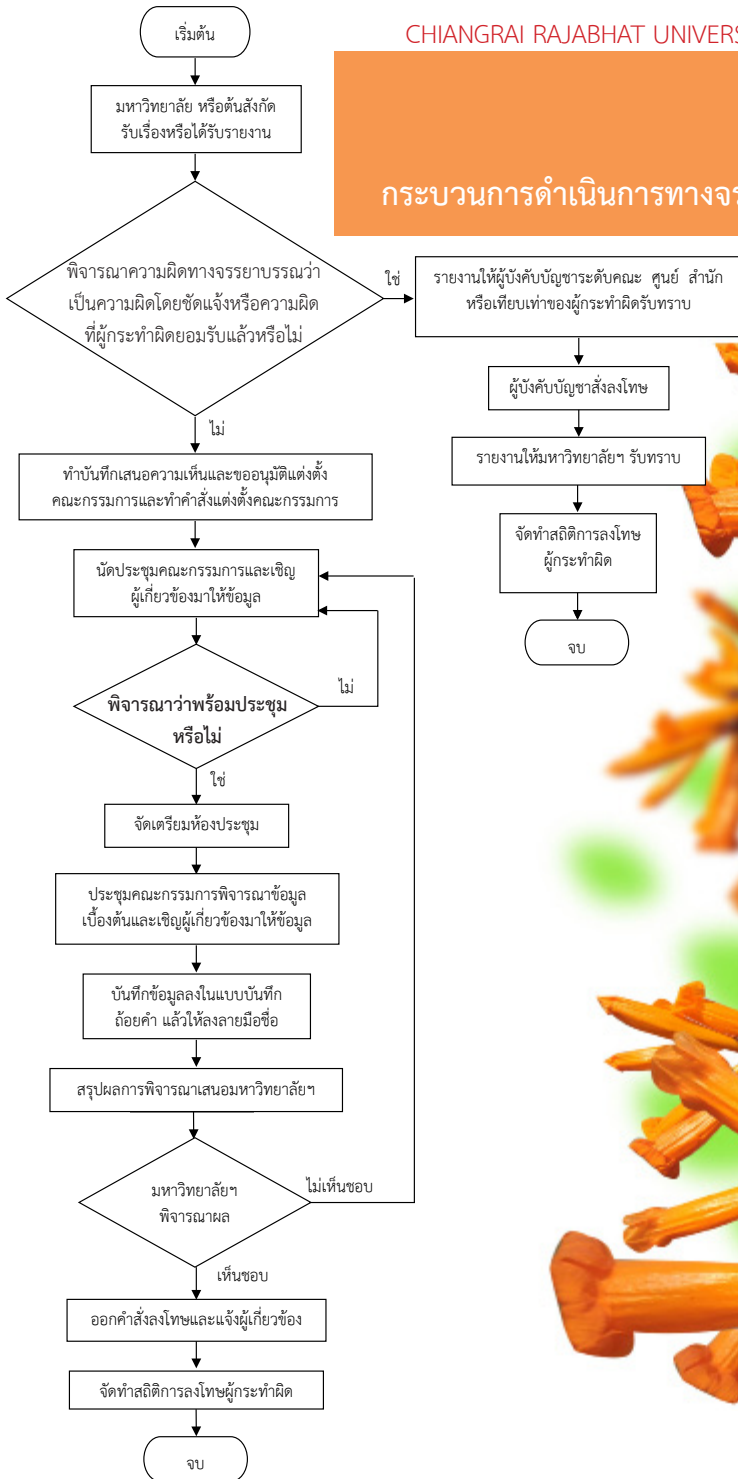 CHIANGRAI RAJABHAT UNIVERS
กระบวนการดำเนินการทางจร
เริ่มต้น
มหาวิทยาลัย หรือต้นสังกัด
รับเรื่องหรือได้รับรายงาน
พิจารณาความผิดทางจรรยาบรรณว่า
เป็นความผิดโดยชัดแจ้งหรือความผิด
ที่ผู้กระทำผิดยอมรับแล้วหรือไม่
ใช่
รายงานให้ผู้บังคับบัญชาระดับคณะ ศูนย์ สำนัก
หรือเทียบเท่าของผู้กระทำผิดรับทราบ
ผู้บังคับบัญชาสั่งลงโทษ
รายงานให้มหาวิทยาลัยฯ รับทราบ
จัดทำสถิติการลงโทษ
ผู้กระทำผิด
จบ
ไม่
ทำบันทึกเสนอความเห็นและขออนุมัติแต่งตั้ง
คณะกรรมการและทำคำสั่งแต่งตั้งคณะกรรมการ
นัดประชุมคณะกรรมการและเชิญ
ผู้เกี่ยวข้องมาให้ข้อมูล
พิจารณาว่าพร้อมประชุม
หรือไม่
ไม่
ใช่
จัดเตรียมห้องประชุม
ประชุมคณะกรรมการพิจารณาข้อมูล
เบื้องต้นและเชิญผู้เกี่ยวข้องมาให้ข้อมูล
บันทึกข้อมูลลงในแบบบันทึก
ถ้อยคำ แล้วให้ลงลายมือชื่อ
สรุปผลการพิจารณาเสนอมหาวิทยาลัยฯ
มหาวิทยาลัยฯ
พิจารณาผล
ไม่เห็นชอบ
เห็นชอบ
ออกคำสั่งลงโทษและแจ้งผู้เกี่ยวข้อง
จัดทำสถิติการลงโทษผู้กระทำผิด
จบ